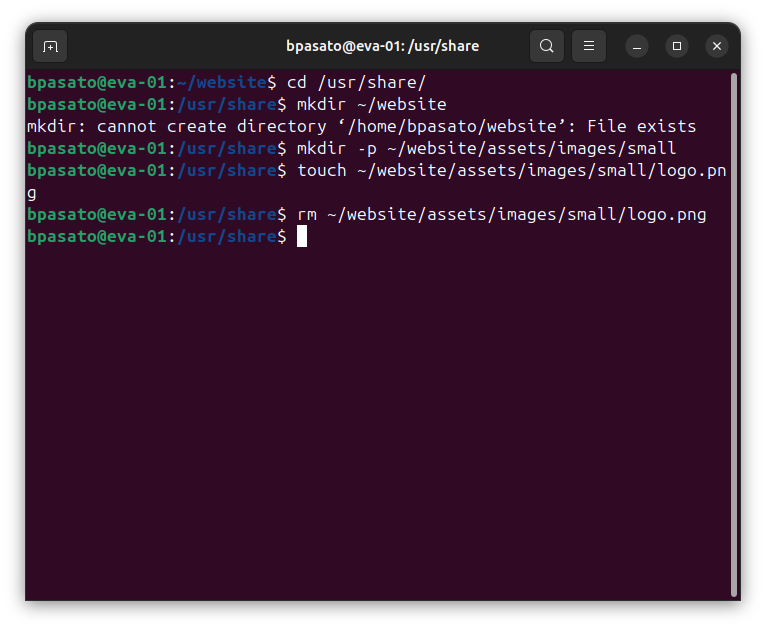 bpasato@eva-01: /usr/share
bpasato@eva-01:~/website$ cd /usr/share/
bpasato@eva-01:/usr/share$ mkdir ~/website
mkdir: cannot create directory ‘/home/bpasato/website’: File exists
bpasato@eva-01:/usr/share$ mkdir -p ~/website/assets/images/small
bpasato@eva-01:/usr/share$ touch ~/website/assets/images/small/logo.pn
g
bpasato@eva-01:/usr/share$ rm ~/website/assets/images/small/logo.png
bpasato@eva-01:/usr/share$